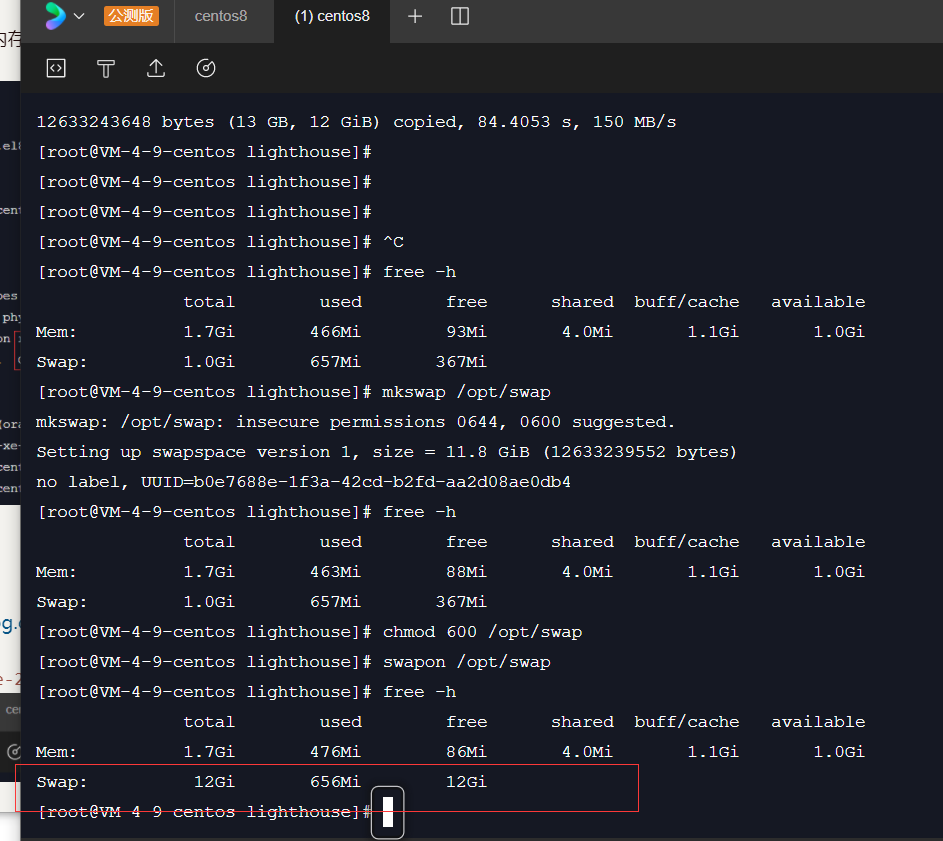 公测版 centos8 (1) centos8
内存
12633243648 bytes (13 GB, 12 GiB) copied, 84.4053 s, 150 MB/s
[root@VM-4-9-centos lighthouse]#
[root@VM-4-9-centos lighthouse]#
[root@VM-4-9-centos lighthouse]#
[root@VM-4-9-centos lighthouse]# ^C
[root@VM-4-9-centos lighthouse]# free -h
total used free shared buff/cache available
Mem: 1.7Gi 466Mi 93Mi 4.0Mi 1.1Gi 1.0Gi
Swap: 1.0Gi 657Mi 367Mi
[root@VM-4-9-centos lighthouse]# mkswap /opt/swap
mkswap: /opt/swap: insecure permissions 0644, 0600 suggested.
Setting up swapspace version 1, size = 11.8 GiB (12633239552 bytes)
no label, UUID=b0e7688e-1f3a-42cd-b2fd-aa2d08ae0db4
[root@VM-4-9-centos lighthouse]# free -h
total used free shared buff/cache available
Mem: 1.7Gi 463Mi 88Mi 4.0Mi 1.1Gi 1.0Gi
Swap: 1.0Gi 657Mi 367Mi
[root@VM-4-9-centos lighthouse]# chmod 600 /opt/swap
[root@VM-4-9-centos lighthouse]# swapon /opt/swap
[root@VM-4-9-centos lighthouse]# free -h
total used free shared buff/cache available
Mem: 1.7Gi 476Mi 86Mi 4.0Mi 1.1Gi 1.0Gi
Swap: 12Gi 656Mi 12Gi
[root@VM-4-9-centos lighthouse]#